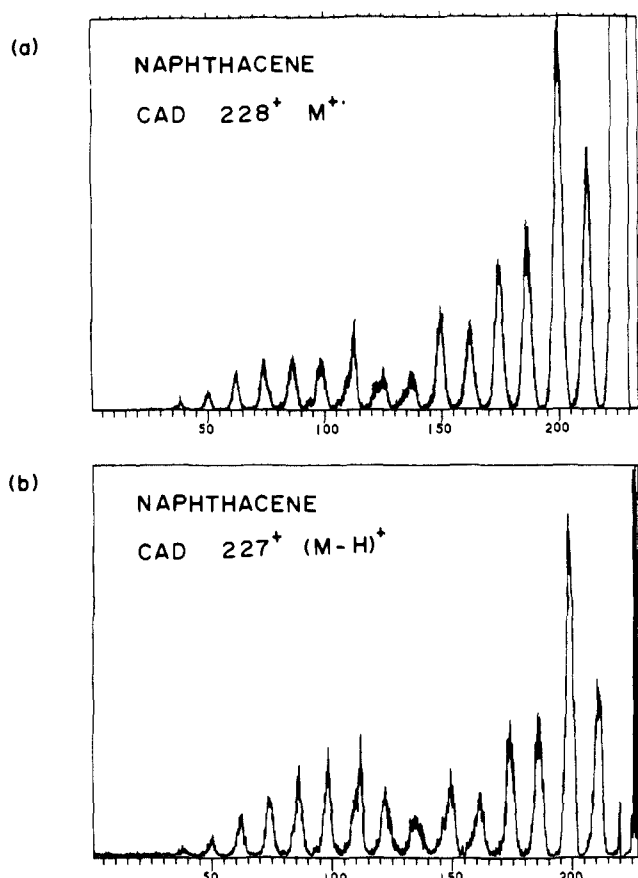 (a)
NAPHTHACENE
CAD 228⁺ M⁺·
50 100 150 200
(b)
NAPHTHACENE
CAD 227⁺ (M-H)⁺
50 100 150 200